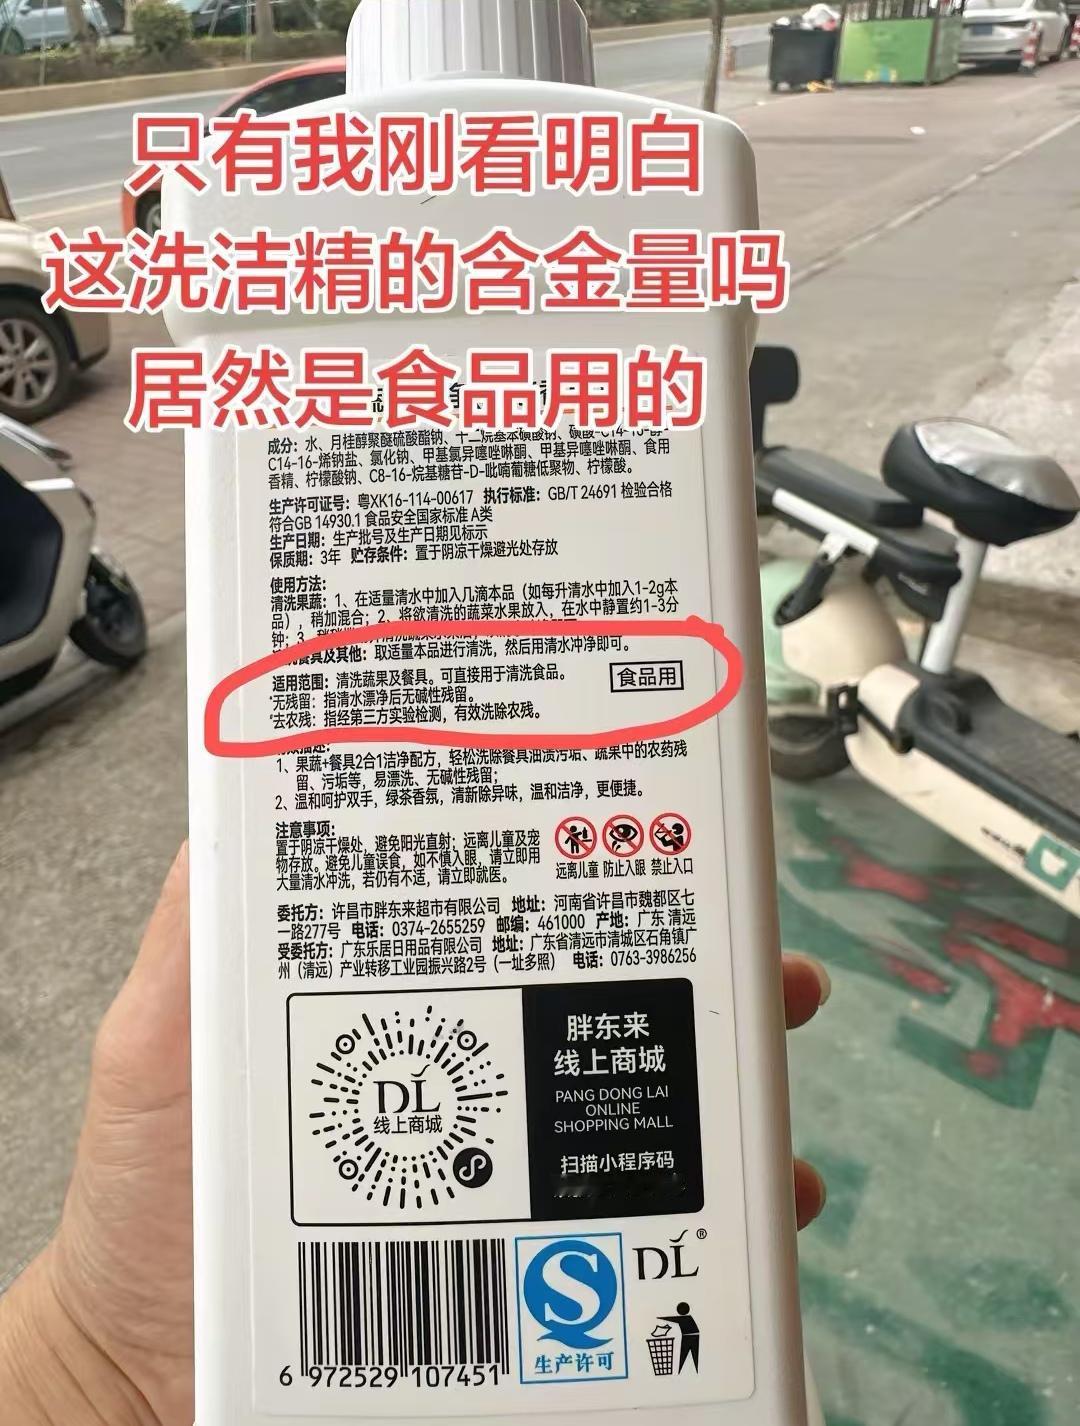 只有我刚看明白
这洗洁精的含金量吗
居然是食品用的
成分：水、月桂醇聚醚硫酸酯钠、十二烷基苯磺酸钠、磺酸-C14-16-醇-
C14-16-烯钠盐、氯化钠、甲基氯异噻唑啉酮、甲基异噻唑啉酮、食用
香精、柠檬酸钠、C8-16-烷基糖苷-D-吡喃葡糖低聚物、柠檬酸。
生产许可证号：粤XK16-114-00617 执行标准：GB/T 24691 检验合格
符合GB 14930.1 食品安全国家标准 A类
生产日期：生产批号及生产日期见标示
保质期：3年 贮存条件：置于阴凉干燥避光处存放
使用方法：
清洗果蔬：1、在适量清水中加入几滴本品（如每升清水中加入1-2g本
品），稍加混合；2、将欲清洗的蔬菜水果放入，在水中静置约1-3分
钟；3、
餐具及其他：取适量本品进行清洗，然后用清水冲净即可。
适用范围：清洗蔬果及餐具。可直接用于清洗食品。
*无残留：指清水漂净后无碱性残留。
*去农残：指经第三方实验检测，有效洗除农残。
食品用
1、果蔬+餐具2合1洁净配方，轻松洗除餐具油渍污垢、蔬果中的农药残
留、污垢等，易漂洗、无碱性残留；
2、温和呵护双手，绿茶香氛，清新除异味，温和洁净，更便捷。
注意事项：
置于阴凉干燥处，避免阳光直射；远离儿童及宠
物存放。避免儿童误食。如不慎入眼，请立即用
大量清水冲洗，若仍有不适，请立即就医。
远离儿童 防止入眼 禁止入口
委托方：许昌市胖东来超市有限公司 地址：河南省许昌市魏都区七
一路277号 电话：0374-2655259 邮编：461000 产地：广东 清远
受委托方：广东乐居日用品有限公司 地址：广东省清远市清城区石角镇广
州（清远）产业转移工业园振兴路2号（一址多照） 电话：0763-3986256
DL
线上商城
胖东来
线上商城
PANG DONG LAI
ONLINE
SHOPPING MALL
扫描小程序码
6 972529 107451
生产许可
DL®